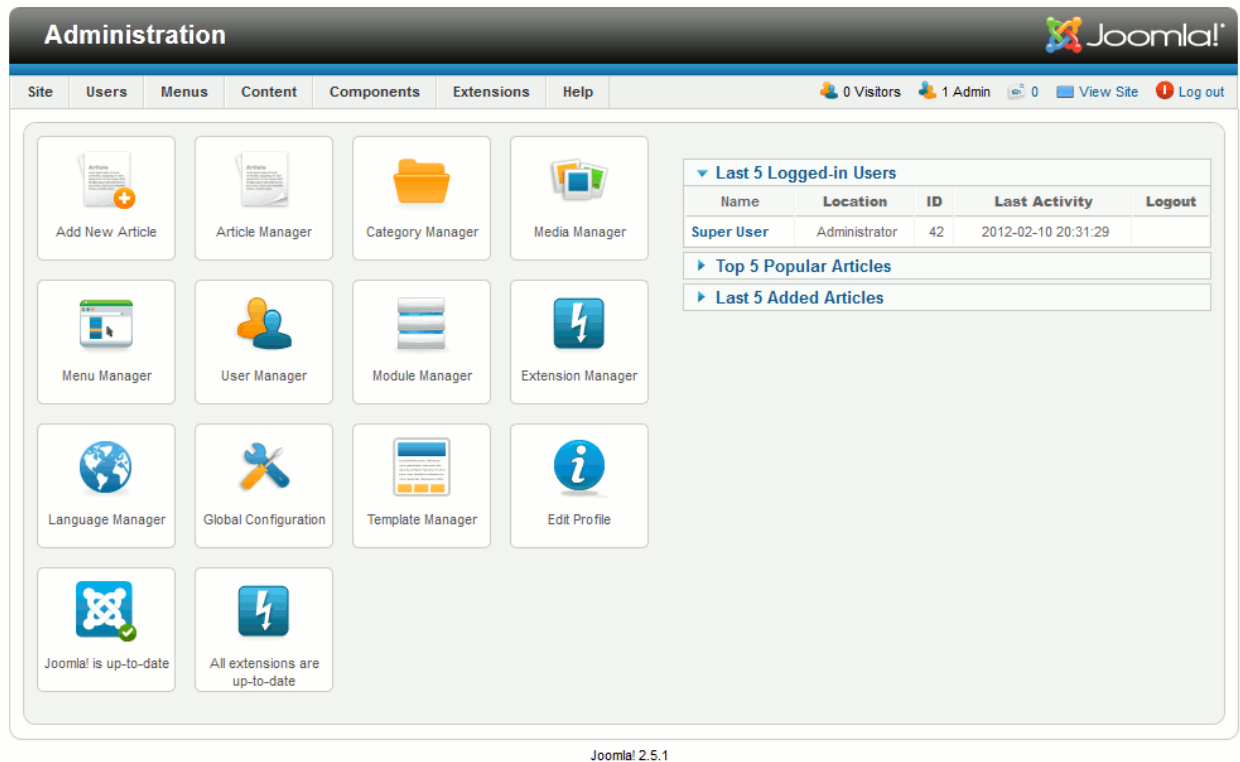 Administration
Joomla!
Site Users Menus Content Components Extensions Help 0 Visitors 1 Admin 0 View Site Log out
Article
Add New Article
Article
Article Manager
Category Manager
Media Manager
Menu Manager
User Manager
Module Manager
Extension Manager
Language Manager
Global Configuration
Template Manager
Edit Profile
Joomla! is up-to-date
All extensions are
up-to-date
Last 5 Logged-in Users
Name Location ID Last Activity Logout
Super User Administrator 42 2012-02-10 20:31:29
Top 5 Popular Articles
Last 5 Added Articles
Joomla! 2.5.1